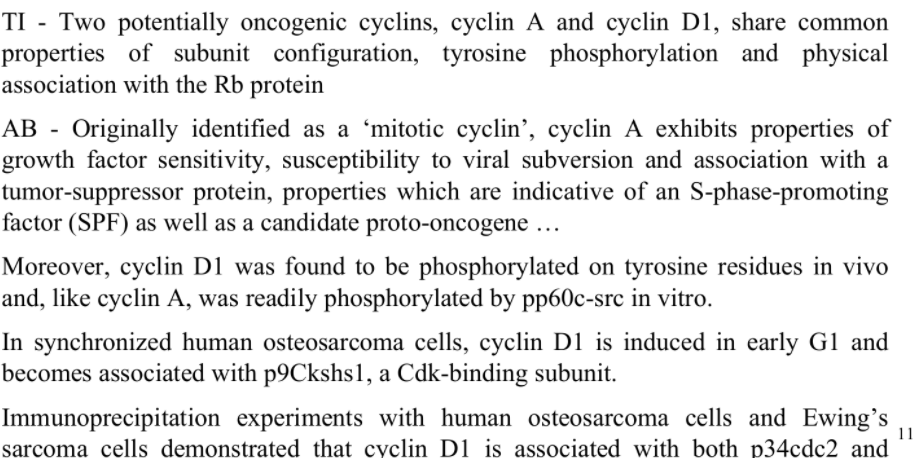 TI - Two potentially oncogenic cyclins, cyclin A and cyclin D1, share common
properties of subunit configuration, tyrosine phosphorylation and physical
association with the Rb protein
AB - Originally identified as a ‘mitotic cyclin’, cyclin A exhibits properties of
growth factor sensitivity, susceptibility to viral subversion and association with a
tumor-suppressor protein, properties which are indicative of an S-phase-promoting
factor (SPF) as well as a candidate proto-oncogene …
Moreover, cyclin D1 was found to be phosphorylated on tyrosine residues in vivo
and, like cyclin A, was readily phosphorylated by pp60c-src in vitro.
In synchronized human osteosarcoma cells, cyclin D1 is induced in early G1 and
becomes associated with p9Ckshs1, a Cdk-binding subunit.
Immunoprecipitation experiments with human osteosarcoma cells and Ewing’s
sarcoma cells demonstrated that cyclin D1 is associated with both p34cdc2 and
11